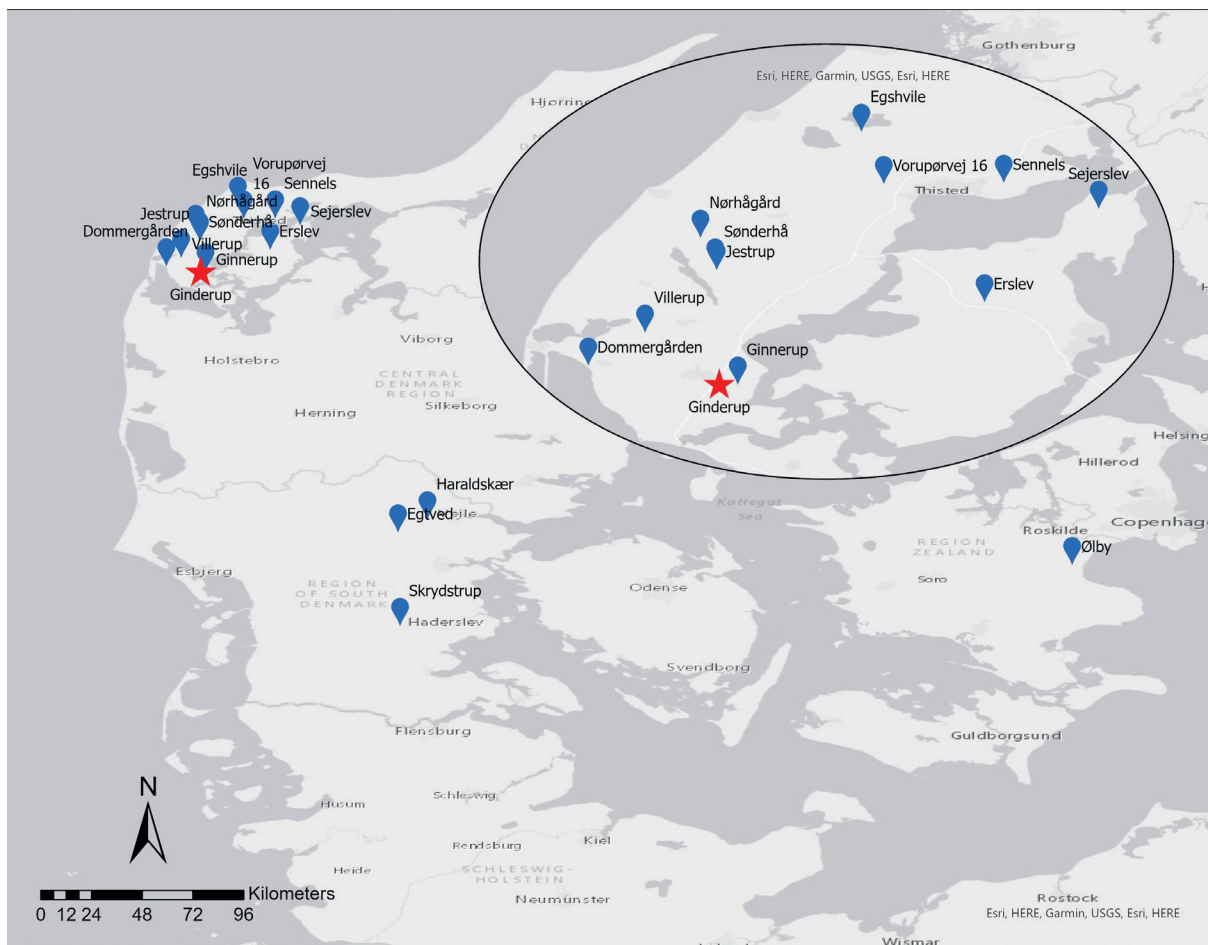 Gothenburg
Esri, HERE, Garmin, USGS, Esri, HERE
Hjørring
Egshvile
Vorupørvej 16
Sennels
Thisted
Sejerslev
Nørhågård
Sønderhå
Jestrup
Erslev
Villerup
Dommergården
Ginnerup
Ginderup
Egshvile
Vorupørvej
16
Sennels
Nørhågård
Sejerslev
Jestrup
Sønderhå
Dommergården
Erslev
Villerup
Ginnerup
Ginderup
Viborg
Holstebro
CENTRAL
DENMARK
REGION
Silkeborg
Herning
Helsing
Hillerod
Haraldskær
Egtved
Kattegat
Sea
Roskilde
Copenhage
REGION
ZEALAND
Ølby
Soro
Esbjerg
REGION
OF SOUTH
DENMARK
Skrydstrup
Haderslev
Odense
Svendborg
Guldborgsund
Flensburg
N
Husum
Schleswig
Rendsburg
Kiel
Heide
SCHLESWIG-
HOLSTEIN
Neumünster
Kilometers
0 12 24 48 72 96
Rostock
Esri, HERE, Garmin, USGS, Esri, HERE
Wismar